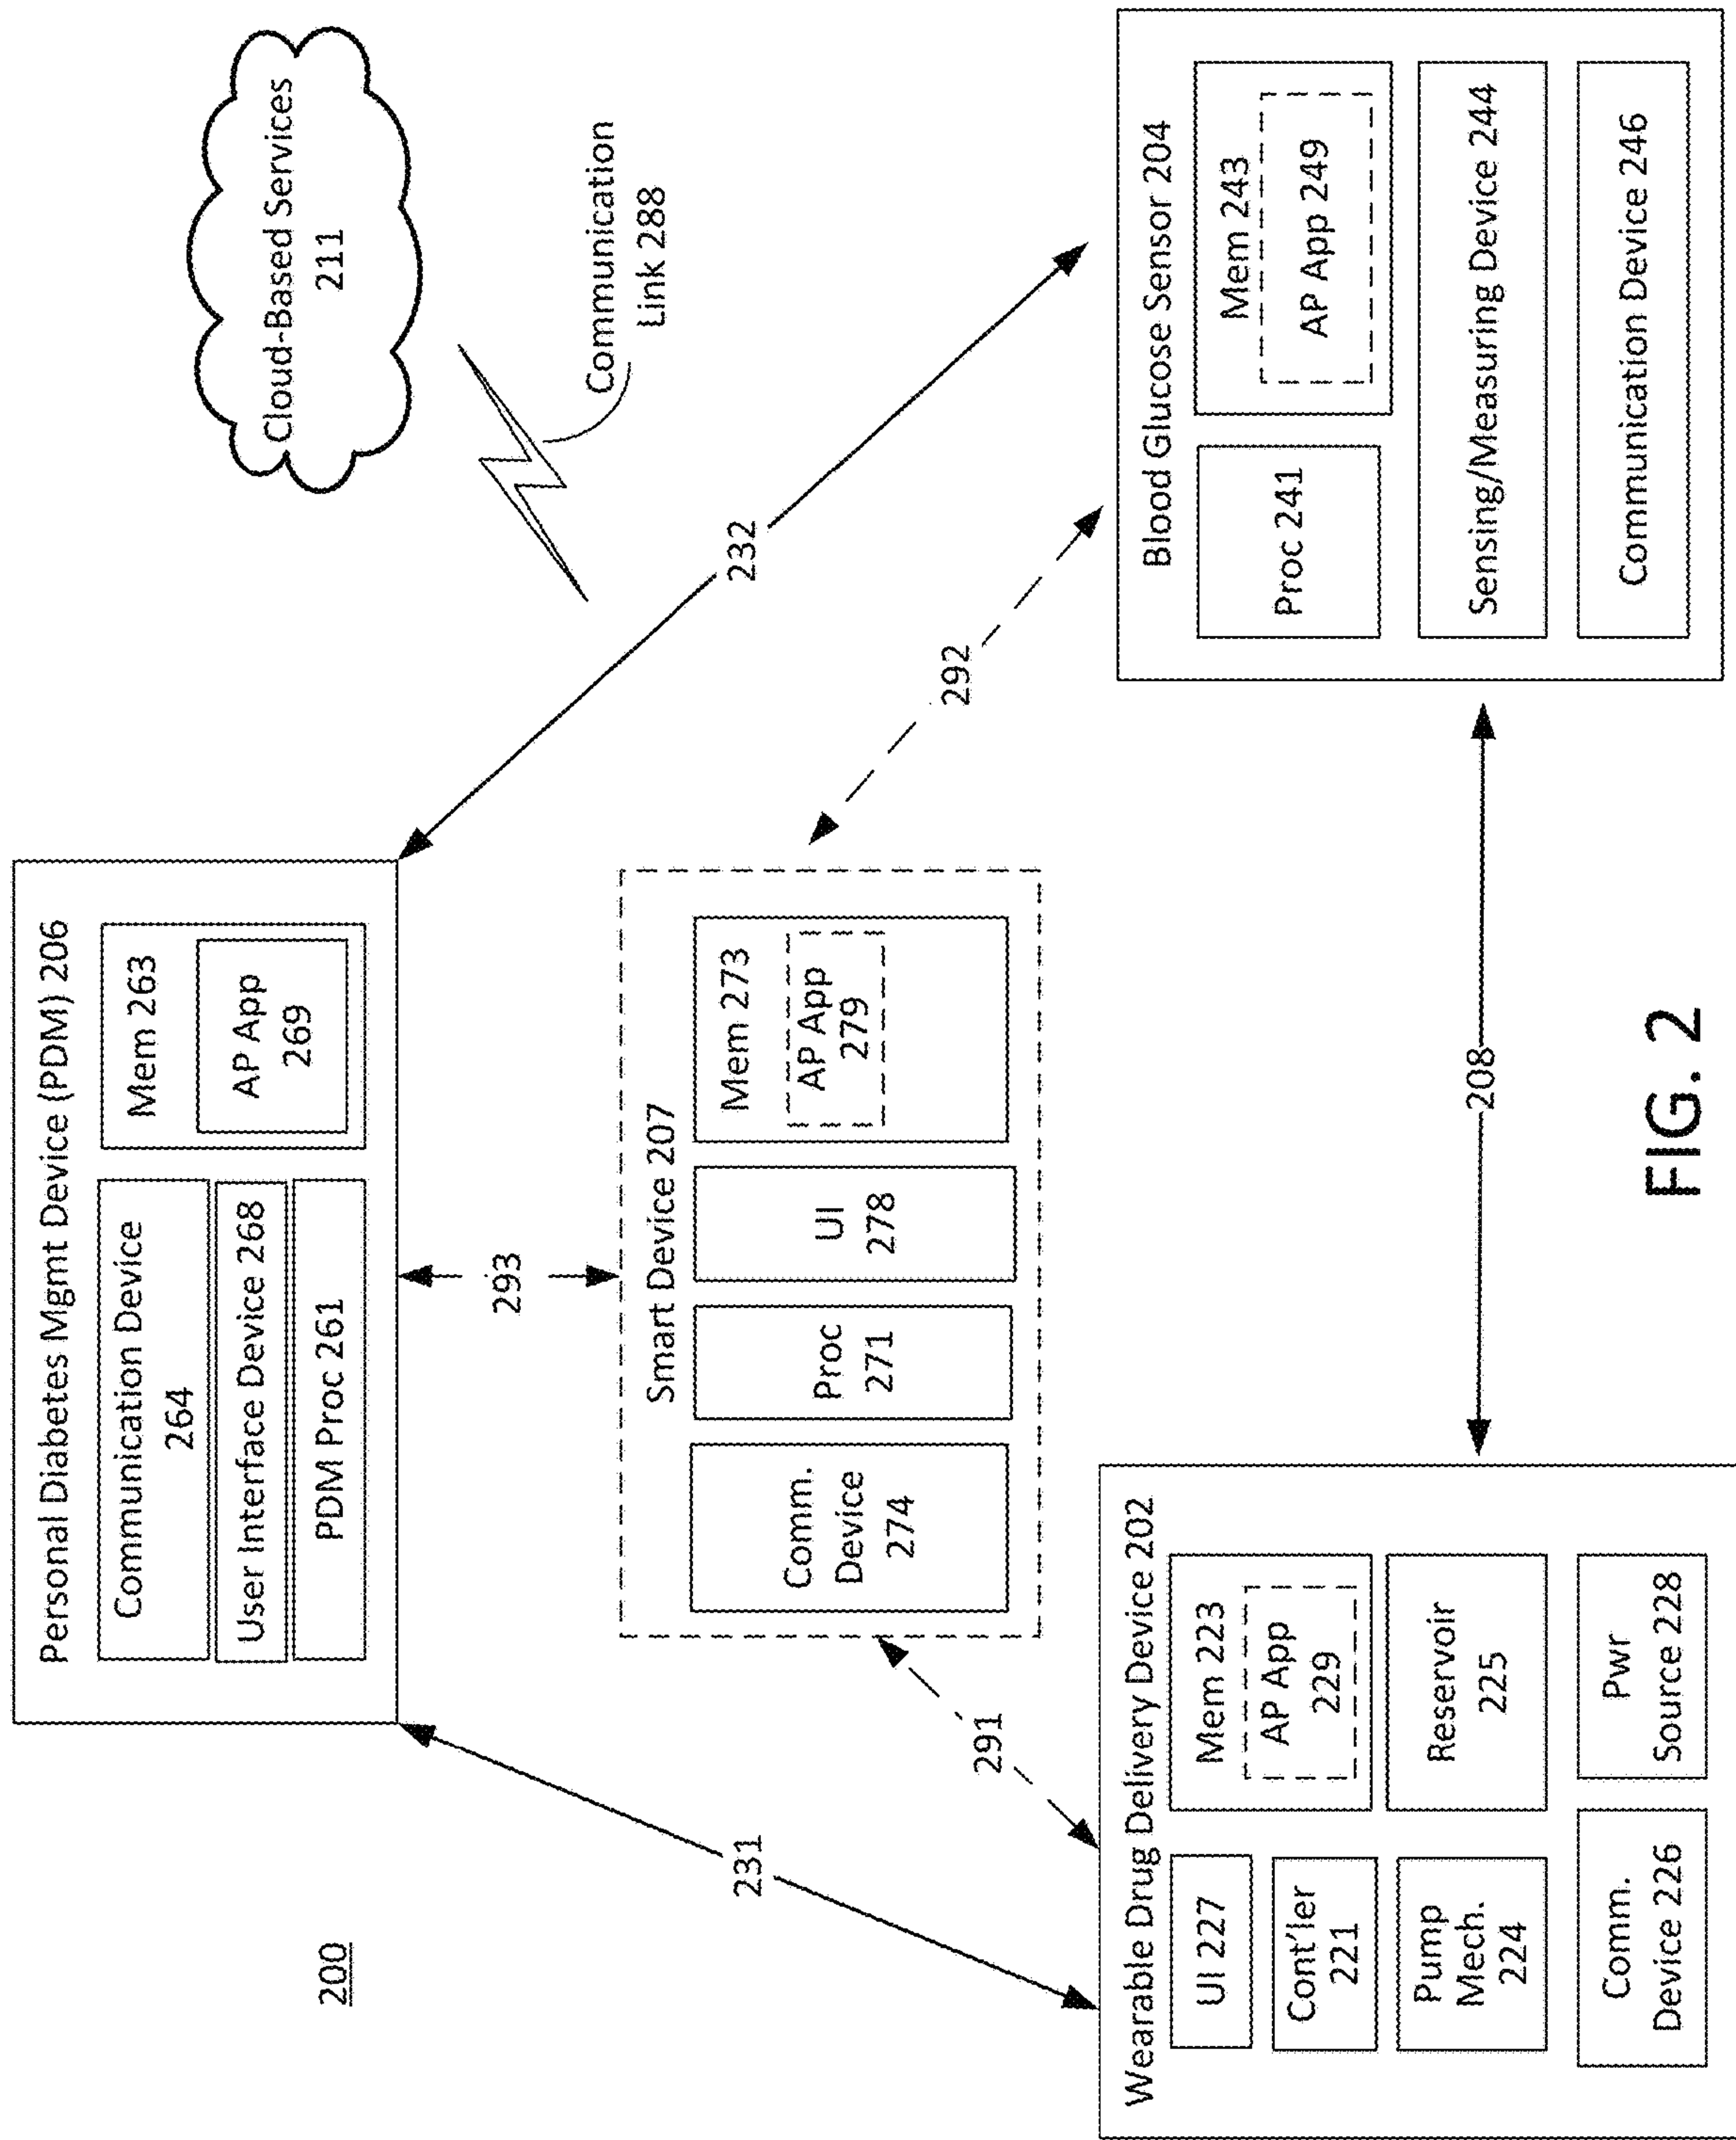 200
Personal Diabetes Mgmt Device (PDM) 206
Communication Device
264
User Interface Device 268
PDM Proc 261
Mem 263
AP App
269
Cloud-Based Services
211
Communication
Link 288
293
231
232
Smart Device 207
Comm.
Device
274
Proc
271
UI
278
Mem 273
AP App
279
291
292
Wearable Drug Delivery Device 202
UI 227
Cont'ler
221
Pump
Mech.
224
Comm.
Device 226
Mem 223
AP App
229
Reservoir
225
Pwr
Source 228
208
Blood Glucose Sensor 204
Proc 241
Mem 243
AP App 249
Sensing/Measuring Device 244
Communication Device 246
FIG. 2